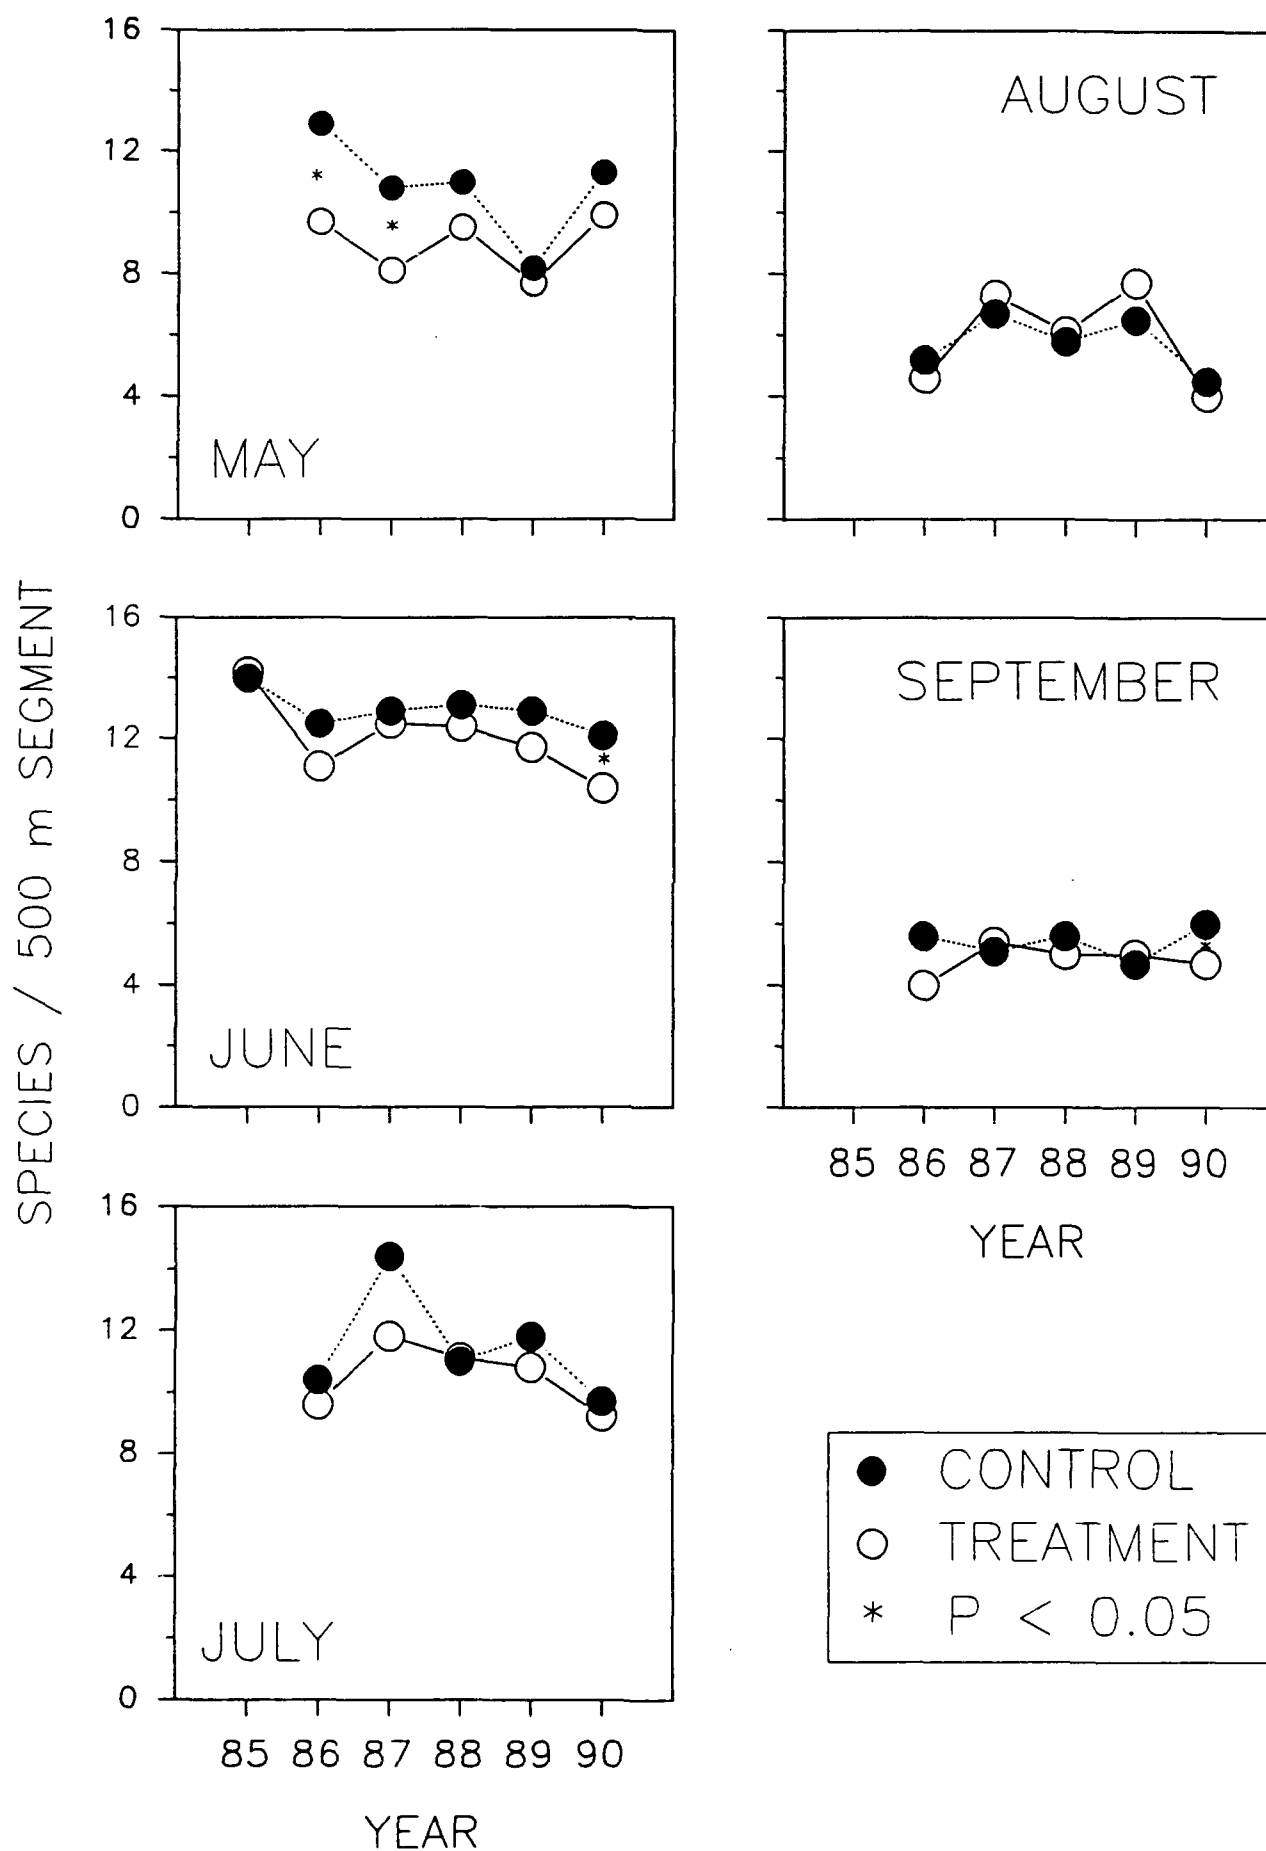 SPECIES / 500 m SEGMENT
16
12
8
4
0
*
*
MAY
AUGUST
16
12
8
4
0
*
JUNE
SEPTEMBER
*
85 86 87 88 89 90
YEAR
16
12
8
4
0
JULY
85 86 87 88 89 90
YEAR
CONTROL
TREATMENT
* P < 0.05